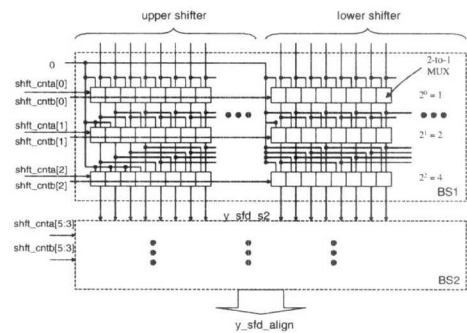 upper shifter
lower shifter
0
2-to-1
MUX
shft_cnta[0]
shft_cntb[0]
2⁰ = 1
shft_cnta[1]
shft_cntb[1]
2¹ = 2
shft_cnta[2]
shft_cntb[2]
2² = 4
BS1
y_sfd_s2
shft_cnta[5:3]
shft_cntb[5:3]
BS2
y_sfd_align